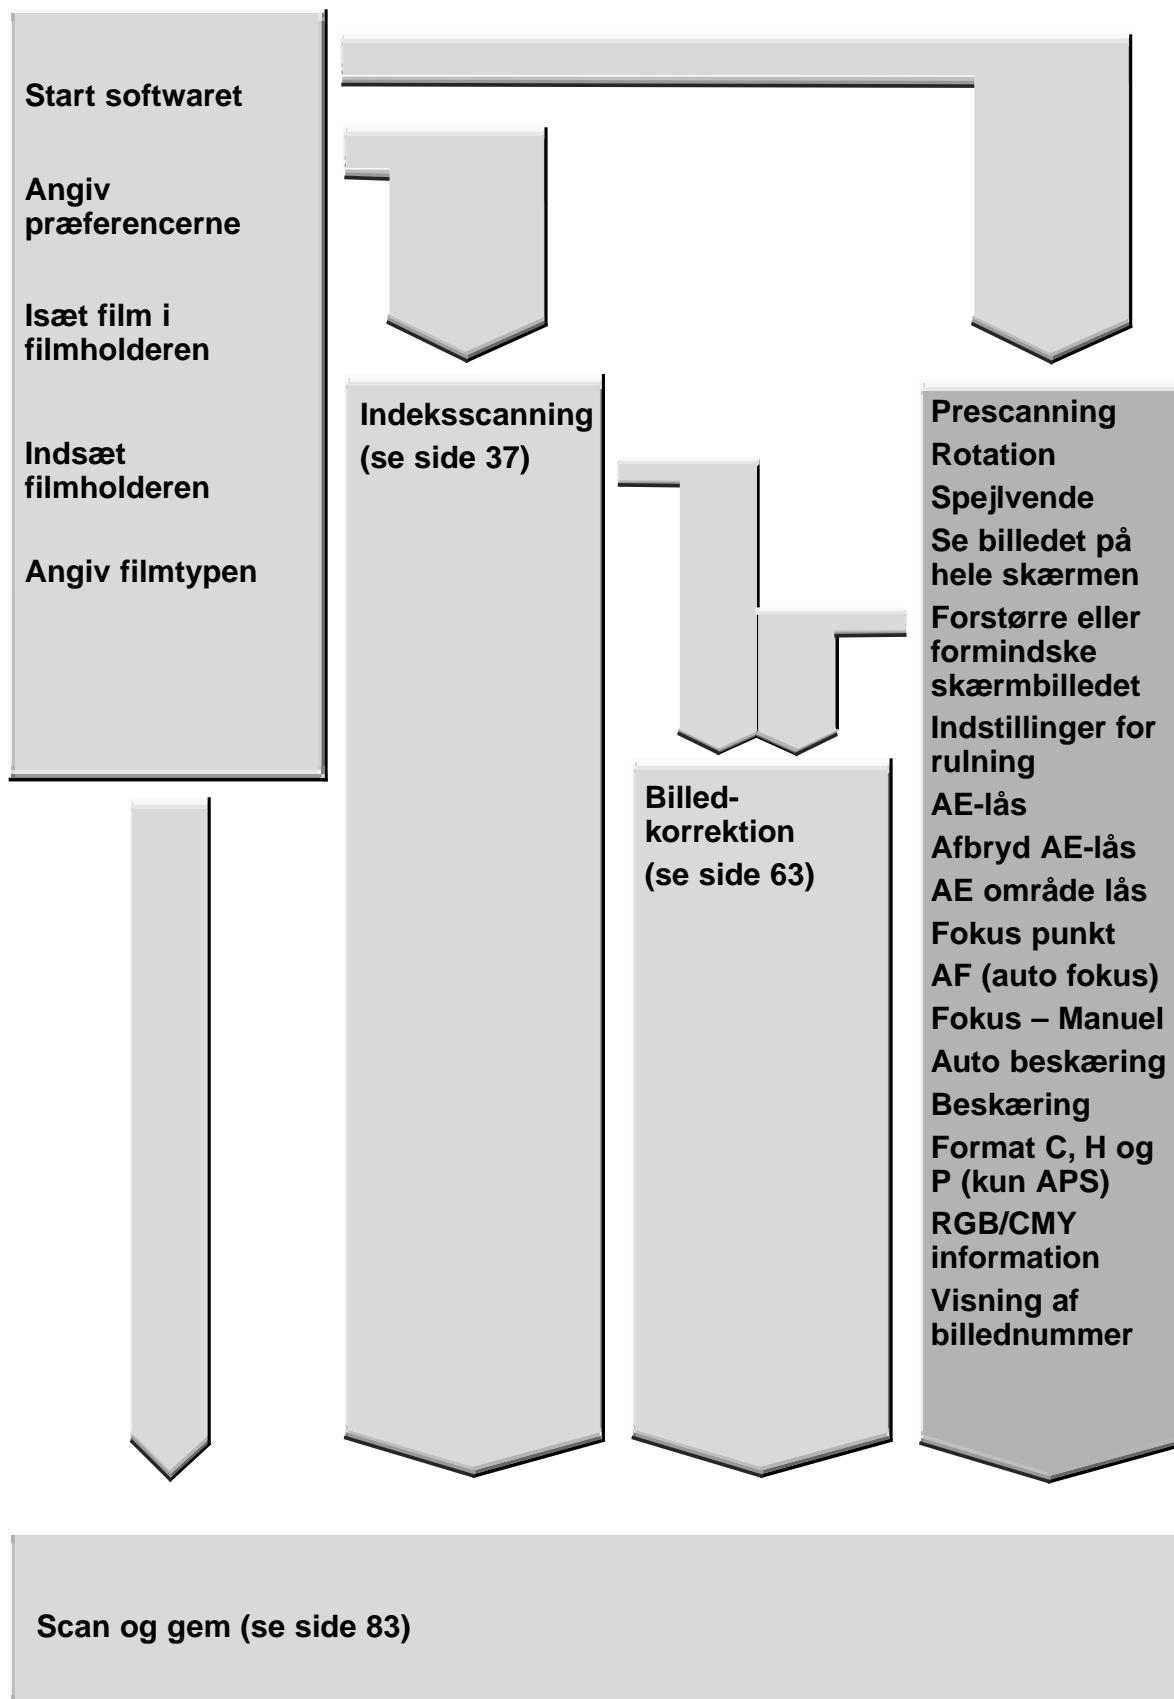 Start softwaret
Angiv
præferencerne
Isæt film i
filmholderen
Indsæt
filmholderen
Angiv filmtypen
Indeksscanning
(se side 37)
Billed-
korrektion
(se side 63)
Prescanning
Rotation
Spejlvende
Se billedet på
hele skærmen
Forstørre eller
formindske
skærmbilledet
Indstillinger for
rulning
AE-lås
Afbryd AE-lås
AE område lås
Fokus punkt
AF (auto fokus)
Fokus – Manuel
Auto beskæring
Beskæring
Format C, H og
P (kun APS)
RGB/CMY
information
Visning af
billednummer
Scan og gem (se side 83)